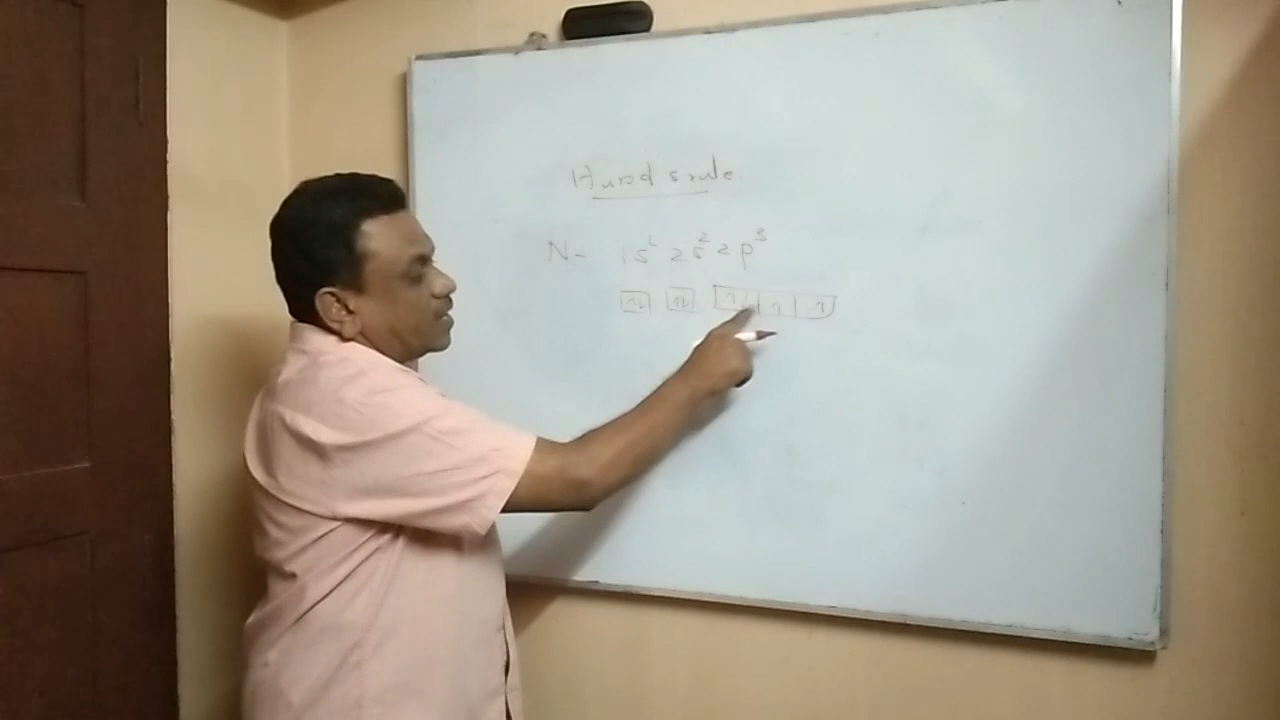 Hund s rule
N- 1s² 2s² 2p³
↿⇂ ↿⇂ ↿ ↿ ↿